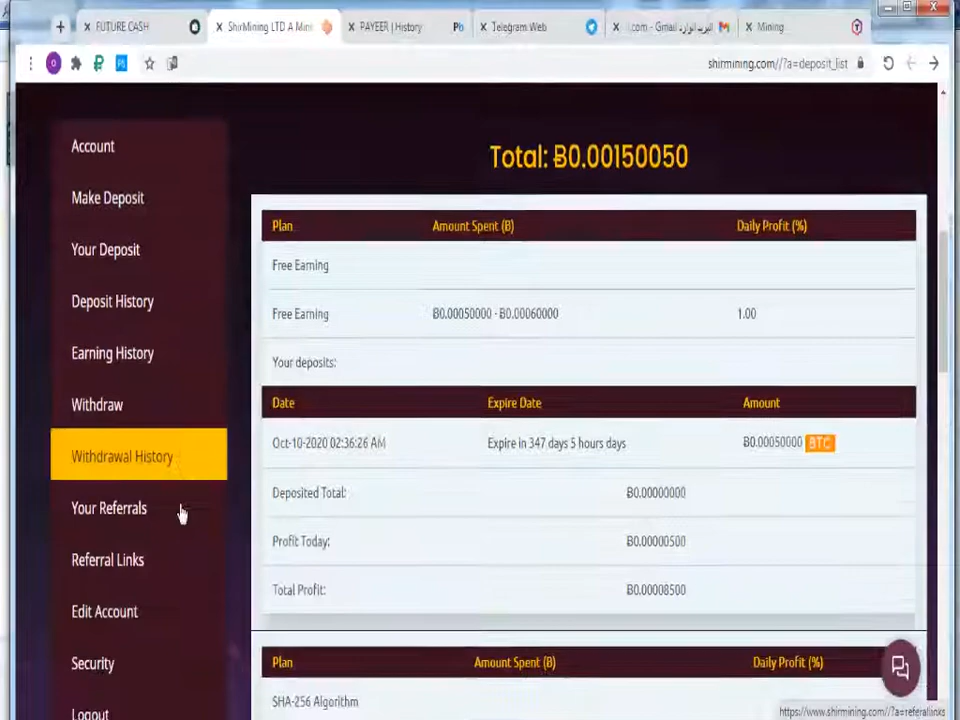 FUTURE CASH
ShirMining LTD A Mini
PAYEER | History
Telegram Web
البريد الوارد - Gmail - .com
Mining
shirmining.com//?a=deposit_list
Account
Make Deposit
Your Deposit
Deposit History
Earning History
Withdraw
Withdrawal History
Your Referrals
Referral Links
Edit Account
Security
Logout
Total: Ƀ0.00150050
Plan Amount Spent (Ƀ) Daily Profit (%)
Free Earning
Free Earning Ƀ0.00050000 - Ƀ0.00060000 1.00
Your deposits:
Date Expire Date Amount
Oct-10-2020 02:36:26 AM Expire in 347 days 5 hours days Ƀ0.00050000 BTC
Deposited Total: Ƀ0.00000000
Profit Today: Ƀ0.00000500
Total Profit: Ƀ0.00008500
Plan Amount Spent (Ƀ) Daily Profit (%)
SHA-256 Algorithm
https://www.shirmining.com//?a=referallinks